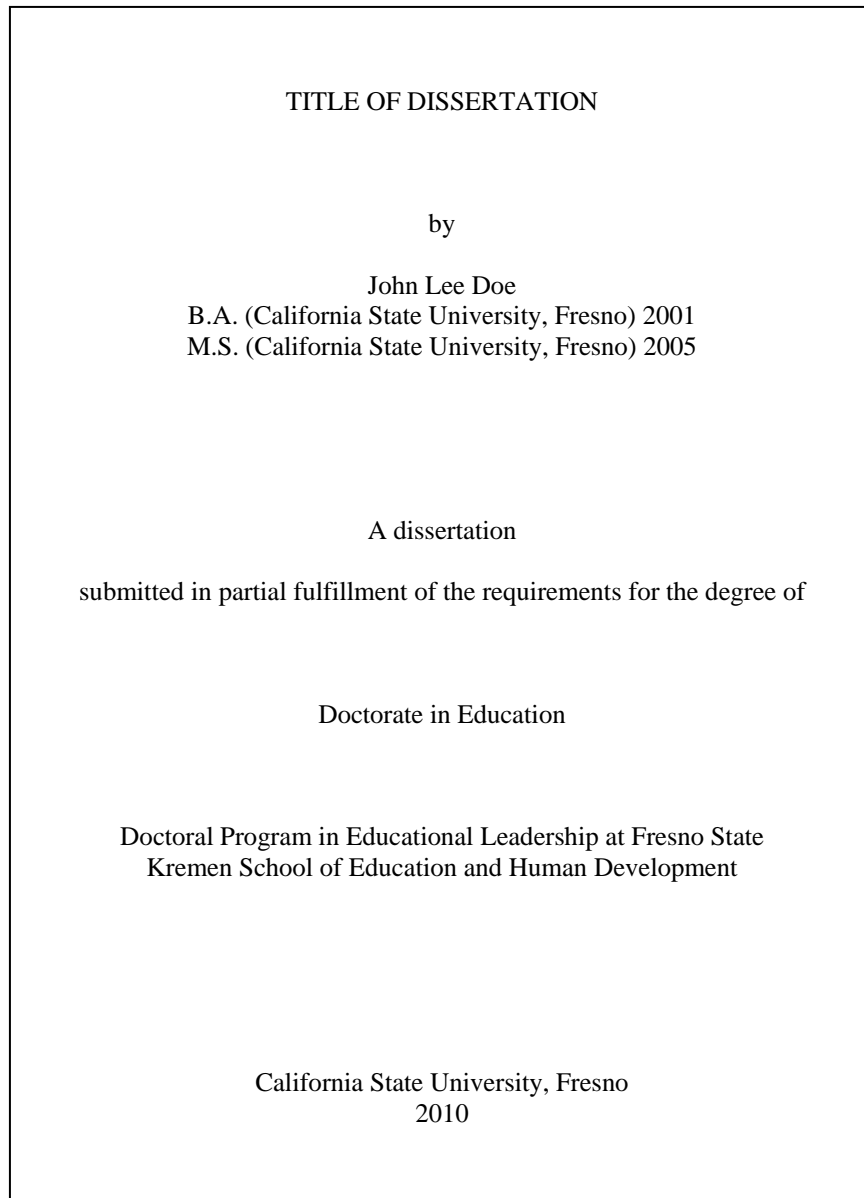 TITLE OF DISSERTATION
by
John Lee Doe
B.A. (California State University, Fresno) 2001
M.S. (California State University, Fresno) 2005
A dissertation
submitted in partial fulfillment of the requirements for the degree of
Doctorate in Education
Doctoral Program in Educational Leadership at Fresno State
Kremen School of Education and Human Development
California State University, Fresno
2010